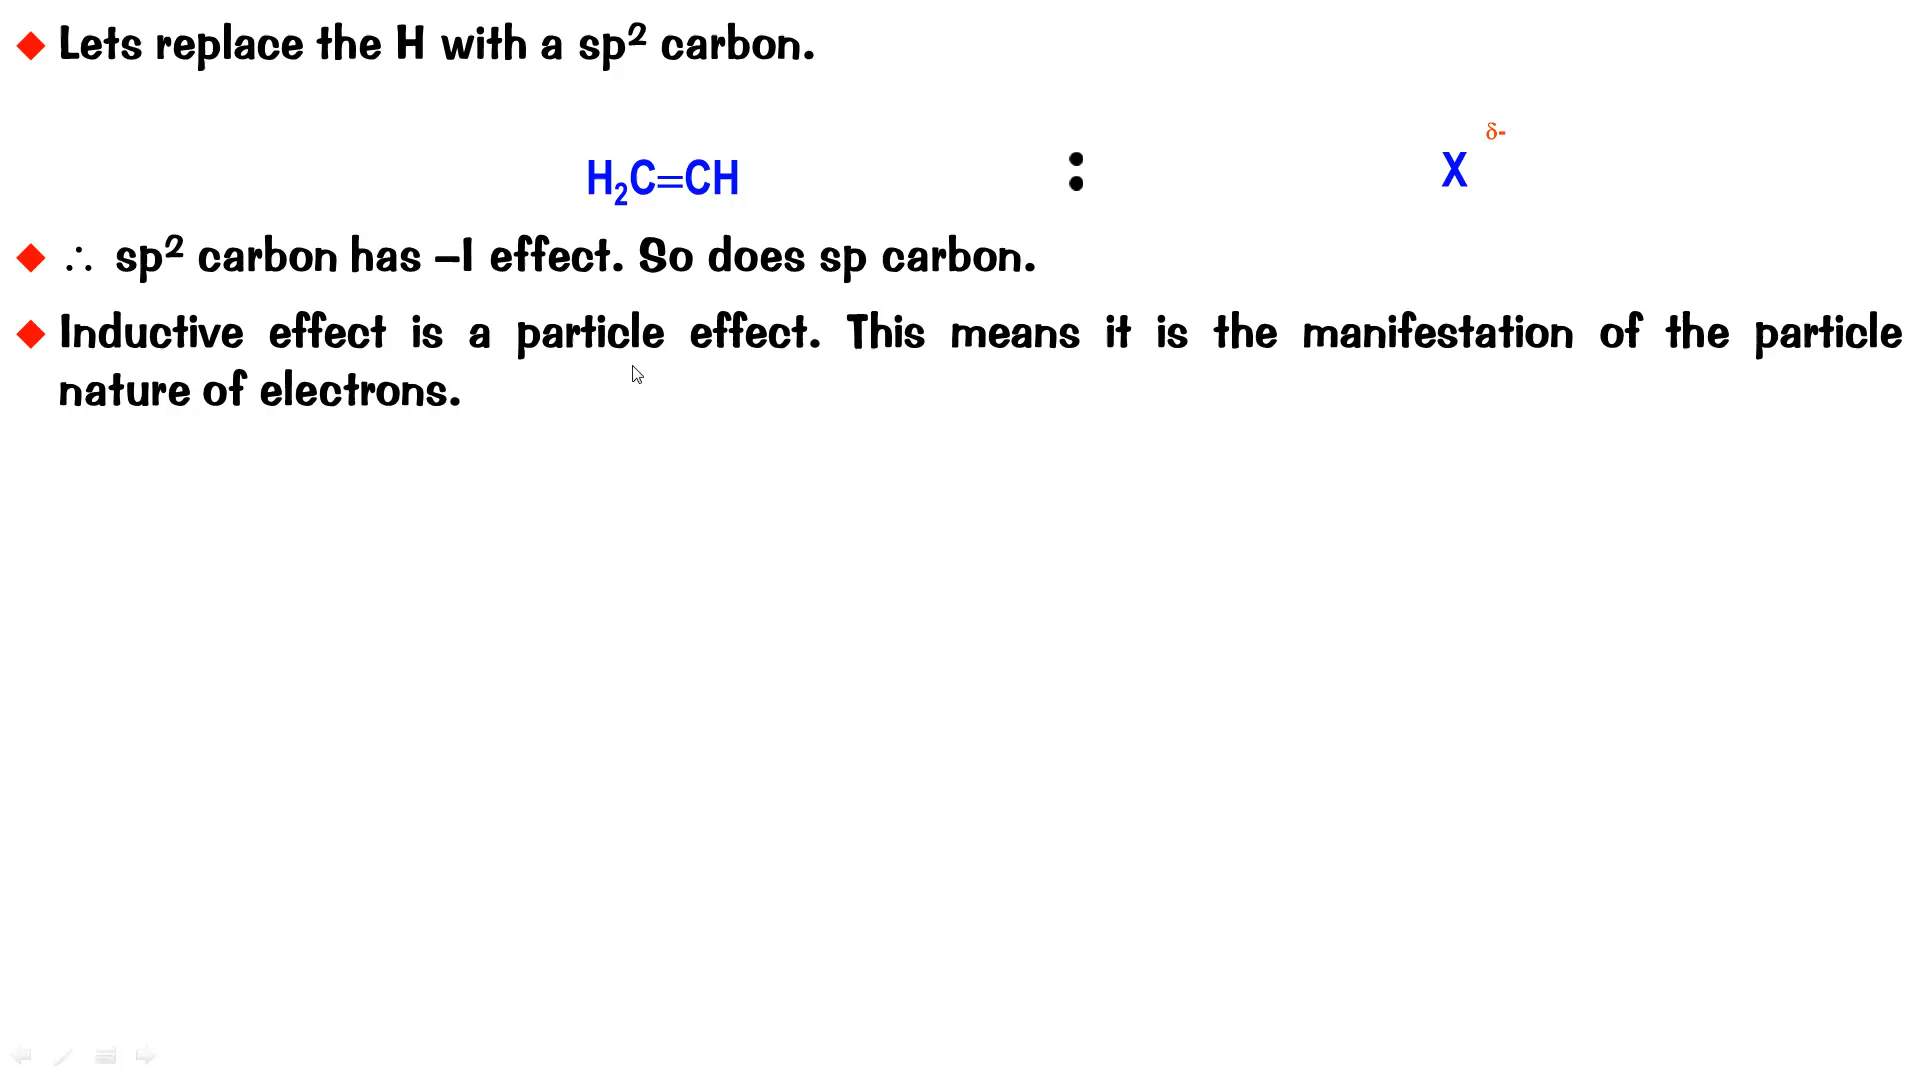 Lets replace the H with a sp² carbon.
δ-
H₂C=CH : X
∴ sp² carbon has –I effect. So does sp carbon.
Inductive effect is a particle effect. This means it is the manifestation of the particle
nature of electrons.